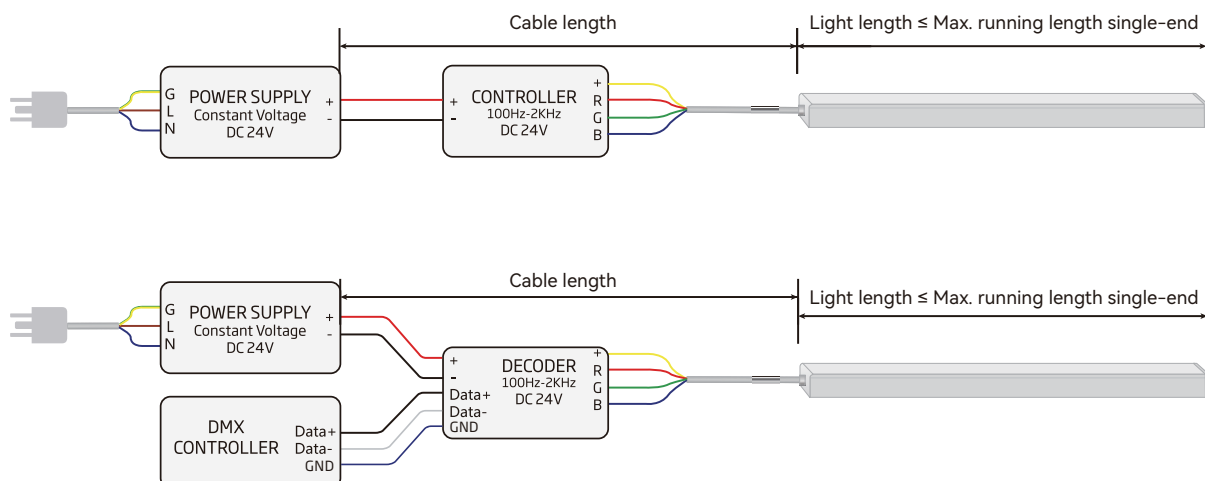 Cable length
Light length ≤ Max. running length single-end
G
L
N
POWER SUPPLY
Constant Voltage
DC 24V
+
-
+
-
CONTROLLER
100Hz-2KHz
DC 24V
+
R
G
B
Cable length
Light length ≤ Max. running length single-end
G
L
N
POWER SUPPLY
Constant Voltage
DC 24V
+
-
+
-
Data+
Data-
GND
DECODER
100Hz-2KHz
DC 24V
+
R
G
B
DMX
CONTROLLER
Data+
Data-
GND